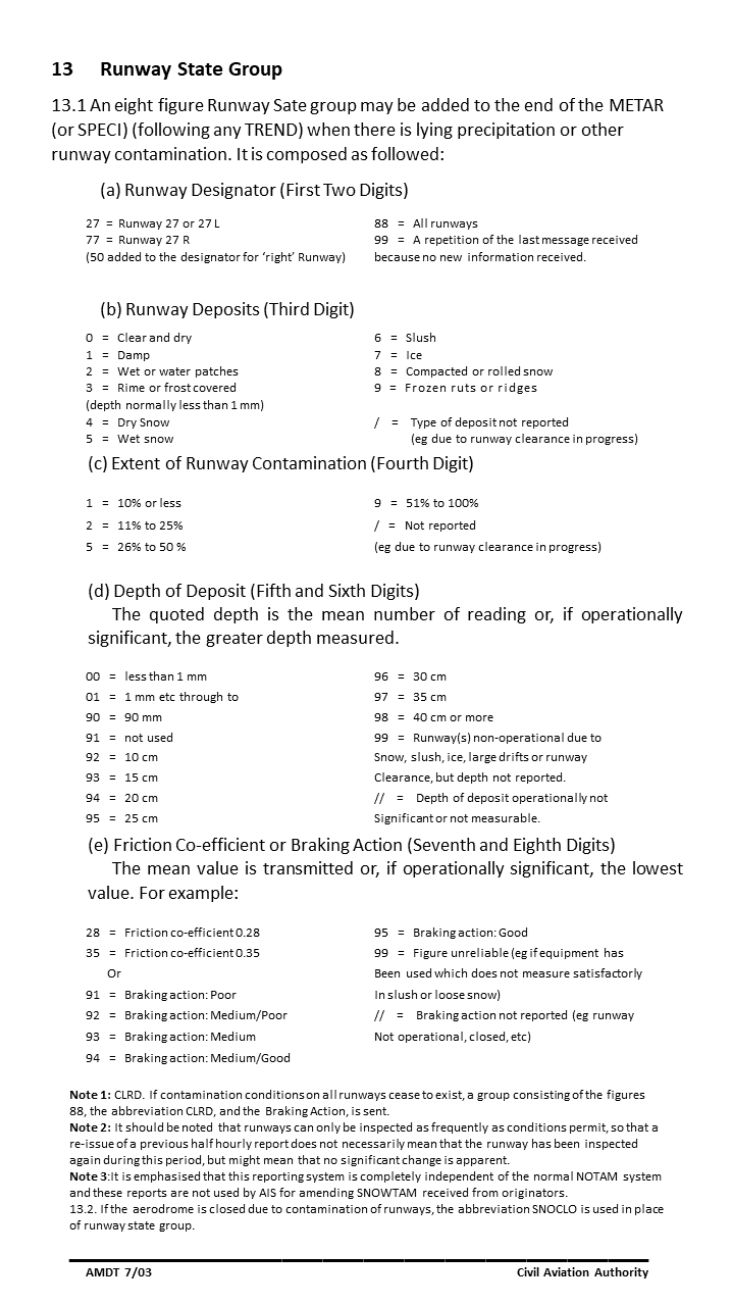 13 Runway State Group
13.1 An eight figure Runway Sate group may be added to the end of the METAR
(or SPECI) (following any TREND) when there is lying precipitation or other
runway contamination. It is composed as followed:
(a) Runway Designator (First Two Digits)
27 = Runway 27 or 27 L
77 = Runway 27 R
(50 added to the designator for ‘right’ Runway)
88 = All runways
99 = A repetition of the last message received
because no new information received.
(b) Runway Deposits (Third Digit)
0 = Clear and dry
1 = Damp
2 = Wet or water patches
3 = Rime or frost covered
(depth normally less than 1 mm)
4 = Dry Snow
5 = Wet snow
6 = Slush
7 = Ice
8 = Compacted or rolled snow
9 = Frozen ruts or ridges
/ = Type of deposit not reported
(eg due to runway clearance in progress)
(c) Extent of Runway Contamination (Fourth Digit)
1 = 10% or less
2 = 11% to 25%
5 = 26% to 50 %
9 = 51% to 100%
/ = Not reported
(eg due to runway clearance in progress)
(d) Depth of Deposit (Fifth and Sixth Digits)
The quoted depth is the mean number of reading or, if operationally
significant, the greater depth measured.
00 = less than 1 mm
01 = 1 mm etc through to
90 = 90 mm
91 = not used
92 = 10 cm
93 = 15 cm
94 = 20 cm
95 = 25 cm
96 = 30 cm
97 = 35 cm
98 = 40 cm or more
99 = Runway(s) non-operational due to
Snow, slush, ice, large drifts or runway
Clearance, but depth not reported.
// = Depth of deposit operationally not
Significant or not measurable.
(e) Friction Co-efficient or Braking Action (Seventh and Eighth Digits)
The mean value is transmitted or, if operationally significant, the lowest
value. For example:
28 = Friction co-efficient 0.28
35 = Friction co-efficient 0.35
Or
91 = Braking action: Poor
92 = Braking action: Medium/Poor
93 = Braking action: Medium
94 = Braking action: Medium/Good
95 = Braking action: Good
99 = Figure unreliable (eg if equipment has
Been used which does not measure satisfactorly
In slush or loose snow)
// = Braking action not reported (eg runway
Not operational, closed, etc)
Note 1: CLRD. If contamination conditions on all runways cease to exist, a group consisting of the figures
88, the abbreviation CLRD, and the Braking Action, is sent.
Note 2: It should be noted that runways can only be inspected as frequently as conditions permit, so that a
re-issue of a previous half hourly report does not necessarily mean that the runway has been inspected
again during this period, but might mean that no significant change is apparent.
Note 3:It is emphasised that this reporting system is completely independent of the normal NOTAM system
and these reports are not used by AIS for amending SNOWTAM received from originators.
13.2. If the aerodrome is closed due to contamination of runways, the abbreviation SNOCLO is used in place
of runway state group.
AMDT 7/03 Civil Aviation Authority